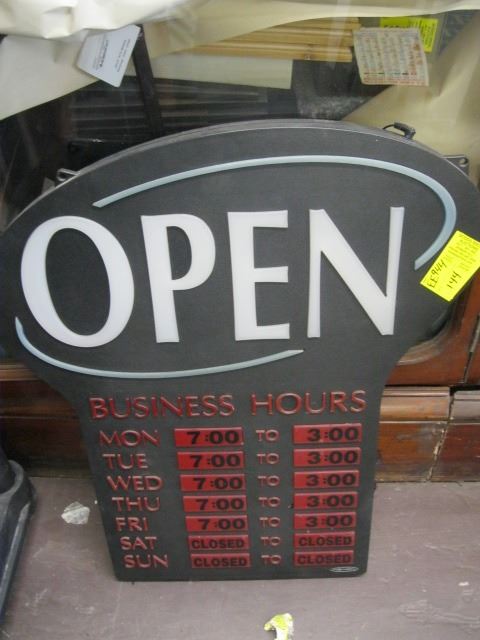 OPEN
EE944
144
BUSINESS HOURS
MON 7:00 TO 3:00
TUE 7:00 TO 3:00
WED 7:00 TO 3:00
THU 7:00 TO 3:00
FRI 7:00 TO 3:00
SAT CLOSED TO CLOSED
SUN CLOSED TO CLOSED